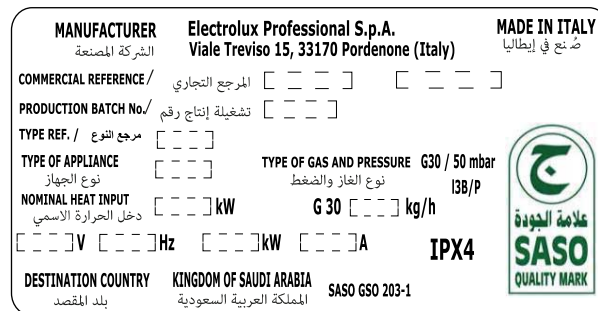 MANUFACTURER Electrolux Professional S.p.A. MADE IN ITALY
الشركة المصنعة Viale Treviso 15, 33170 Pordenone (Italy) صُنع في إيطاليا
COMMERCIAL REFERENCE / المرجع التجاري
PRODUCTION BATCH No./ تشغيلة إنتاج رقم
TYPE REF. / مرجع النوع
TYPE OF APPLIANCE TYPE OF GAS AND PRESSURE G30 / 50 mbar
نوع الجهاز نوع الغاز والضغط I3B/P
NOMINAL HEAT INPUT kW G 30 kg/h
دخل الحرارة الاسمي
V Hz kW A IPX4
ج
علامة الجودة
SASO
QUALITY MARK
DESTINATION COUNTRY KINGDOM OF SAUDI ARABIA SASO GSO 203-1
بلد المقصد المملكة العربية السعودية